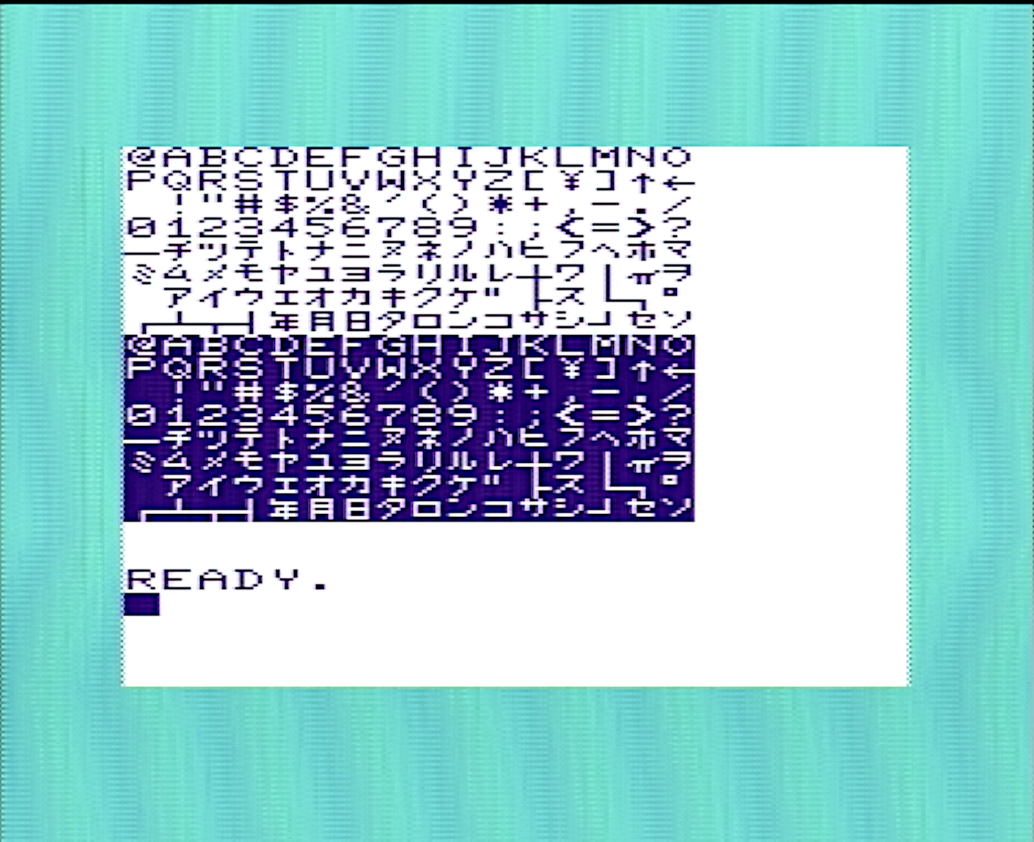 @ABCDEFGHIJKLMNO
PQRSTUVWXYZ[¥]↑←
!"#$%&'()*+,-./
0123456789:;<=>?
─チツテトナニヌネノハヒフヘホマ
ミムメモヤユヨラリルレ┼ワ│πヲ
アイウエオカキクケ゛├ス└┐゜
┌┴┬┤年月日タロンコサシ┘セソ
@ABCDEFGHIJKLMNO
PQRSTUVWXYZ[¥]↑←
!"#$%&'()*+,-./
0123456789:;<=>?
─チツテトナニヌネノハヒフヘホマ
ミムメモヤユヨラリルレ┼ワ│πヲ
アイウエオカキクケ゛├ス└┐゜
┌┴┬┤年月日タロンコサシ┘セソ
READY.